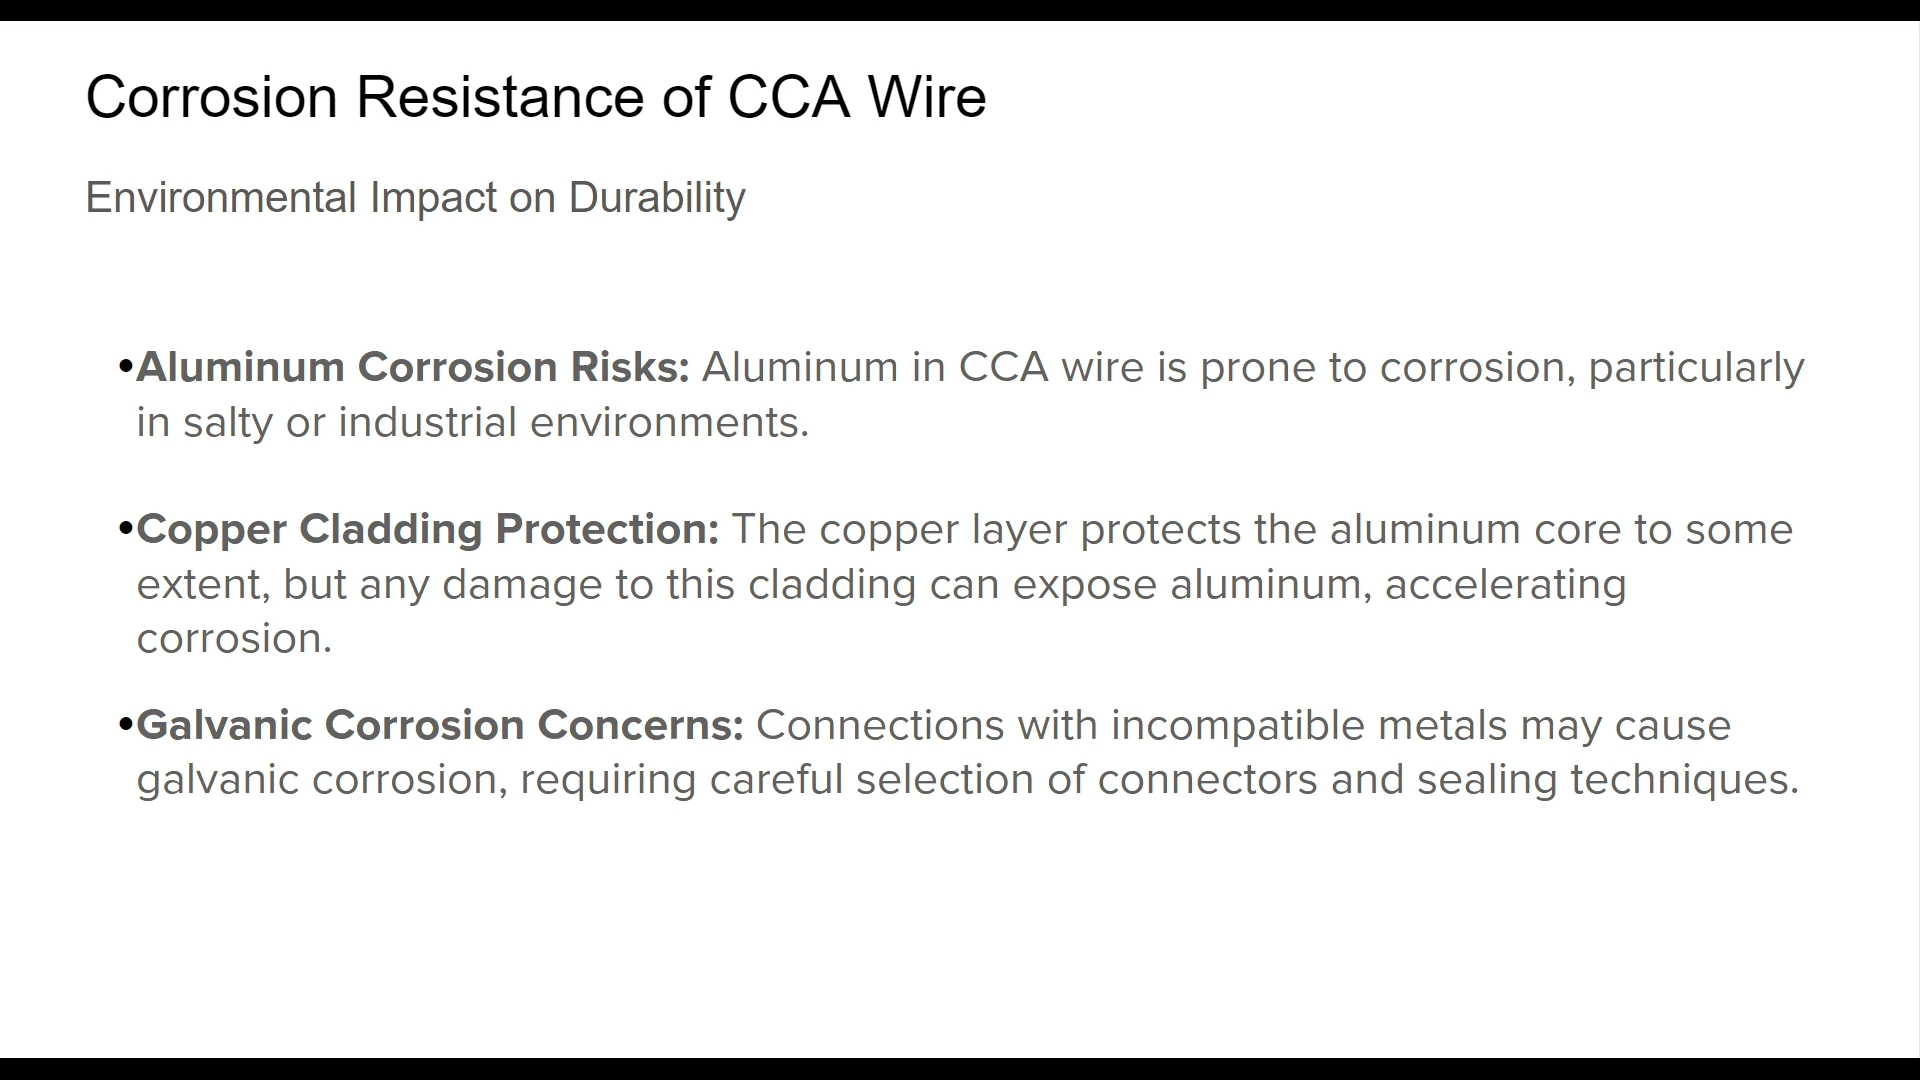 Corrosion Resistance of CCA Wire
Environmental Impact on Durability
•Aluminum Corrosion Risks: Aluminum in CCA wire is prone to corrosion, particularly
in salty or industrial environments.
•Copper Cladding Protection: The copper layer protects the aluminum core to some
extent, but any damage to this cladding can expose aluminum, accelerating
corrosion.
•Galvanic Corrosion Concerns: Connections with incompatible metals may cause
galvanic corrosion, requiring careful selection of connectors and sealing techniques.